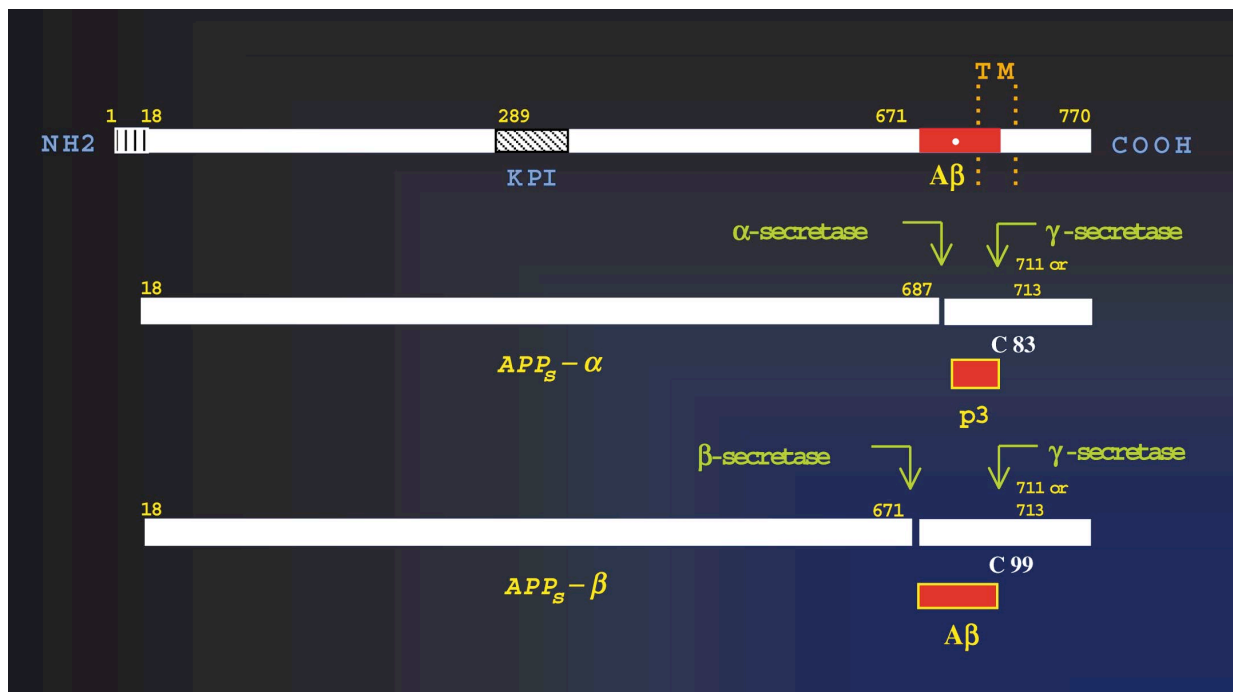 TM
1 18 289 671 770
NH2 COOH
KPI Aβ
α-secretase γ-secretase
711 or
18 687 713
C 83
APPs-α
p3
β-secretase γ-secretase
711 or
18 671 713
C 99
APPs-β
Aβ